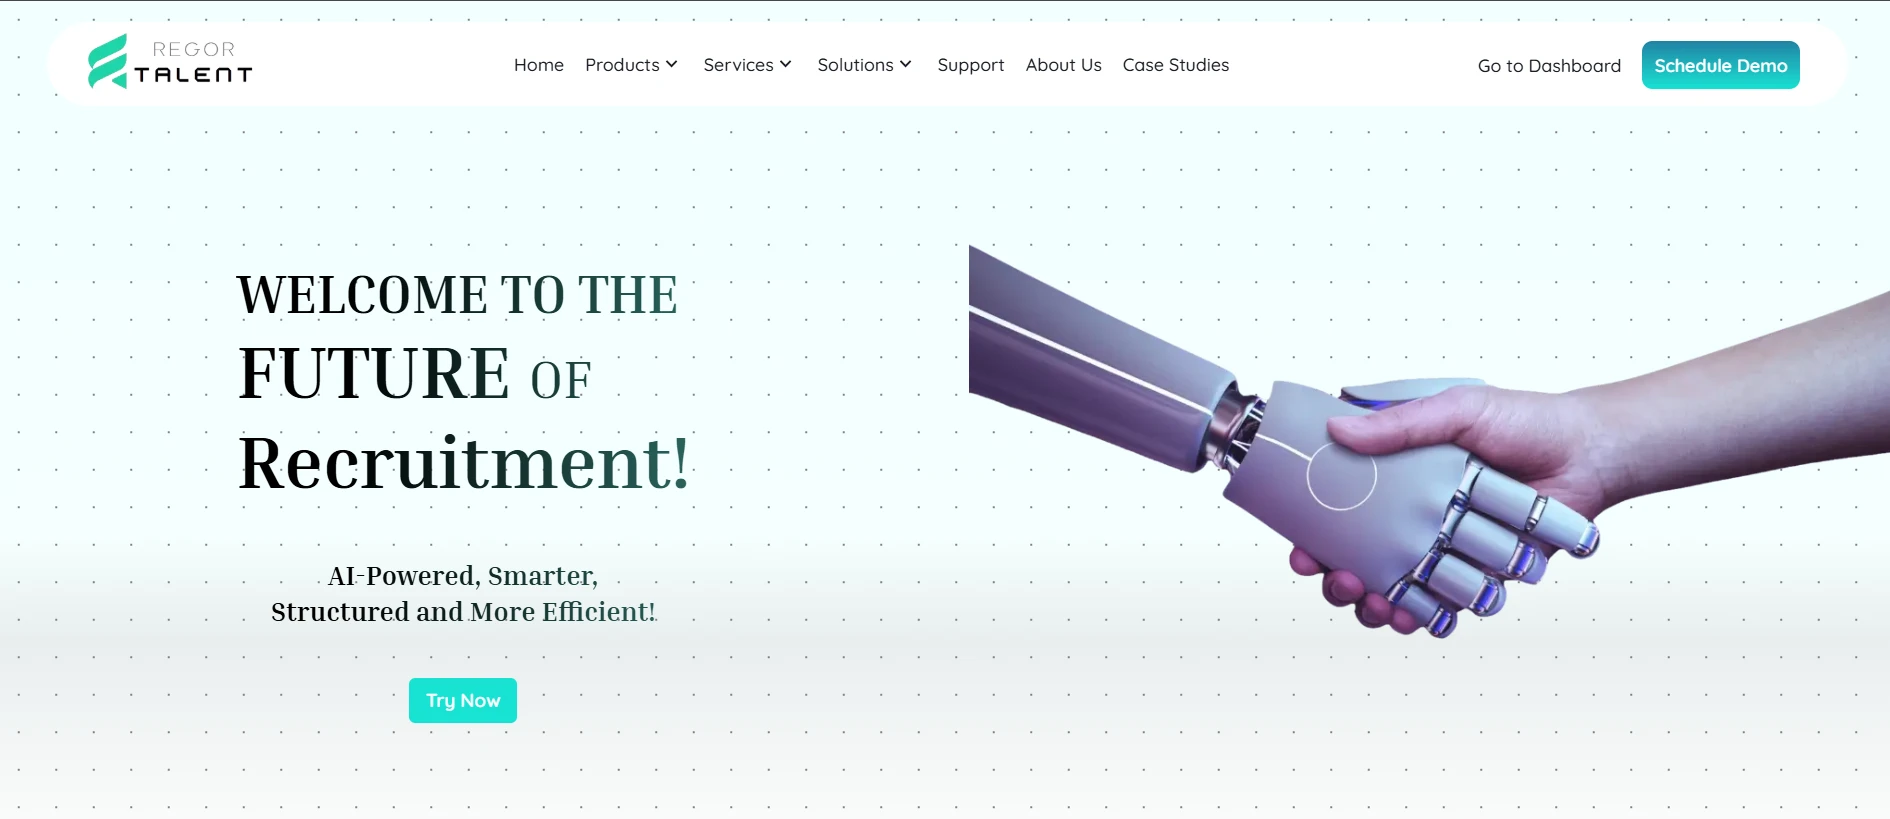 REGOR
TALENT
Home
Products
Services
Solutions
Support
About Us
Case Studies
Go to Dashboard
Schedule Demo
WELCOME TO THE
FUTURE OF
Recruitment!
AI-Powered, Smarter,
Structured and More Efficient!
Try Now